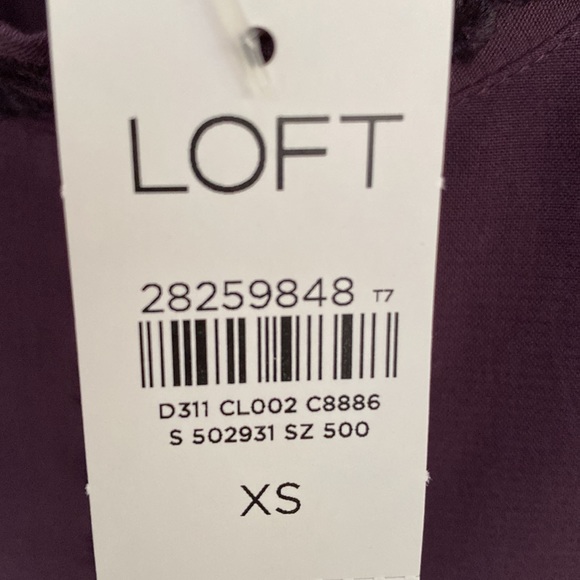 LOFT
28259848 T7
D311 CL002 C8886
S 502931 SZ 500
XS